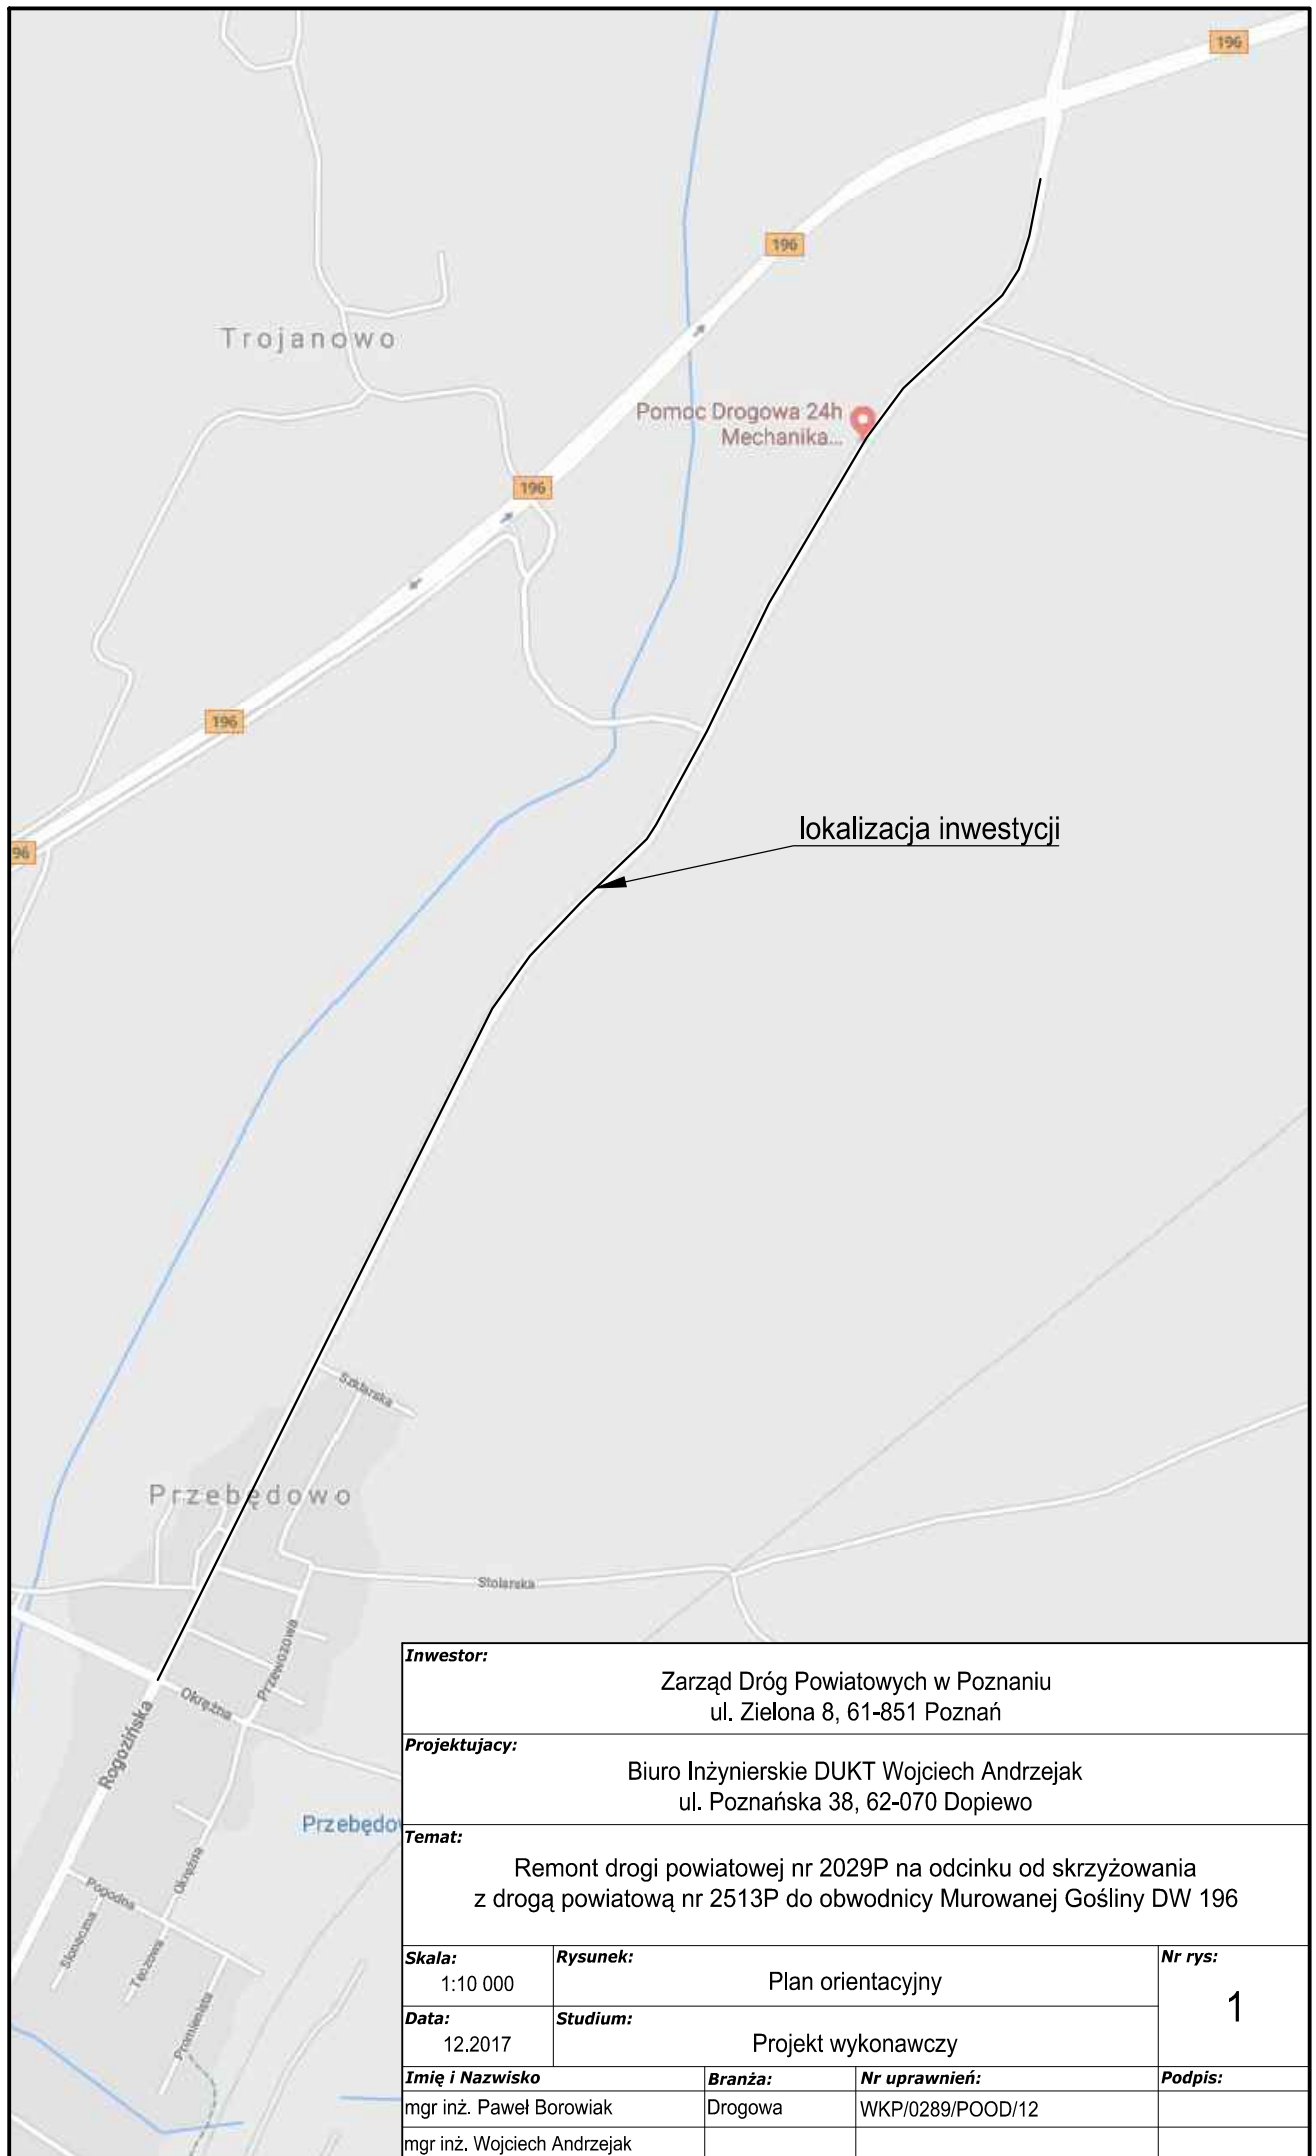 196
196
Trojanowo
Pomoc Drogowa 24h
Mechanika...
196
196
lokalizacja inwestycji
96
Szklarska
Przebędowo
Stolarska
Przewozowa
Okrężna
Rogozińska
Przebędo
Okrężna
Pogodna
Słoneczna
Tęczowa
Promienista
Inwestor:
Zarząd Dróg Powiatowych w Poznaniu
ul. Zielona 8, 61-851 Poznań
Projektujacy:
Biuro Inżynierskie DUKT Wojciech Andrzejak
ul. Poznańska 38, 62-070 Dopiewo
Temat:
Remont drogi powiatowej nr 2029P na odcinku od skrzyżowania
z drogą powiatową nr 2513P do obwodnicy Murowanej Gośliny DW 196
Skala: Rysunek: Nr rys:
1:10 000 Plan orientacyjny
1
Data: Studium:
12.2017 Projekt wykonawczy
Imię i Nazwisko Branża: Nr uprawnień: Podpis:
mgr inż. Paweł Borowiak Drogowa WKP/0289/POOD/12
mgr inż. Wojciech Andrzejak